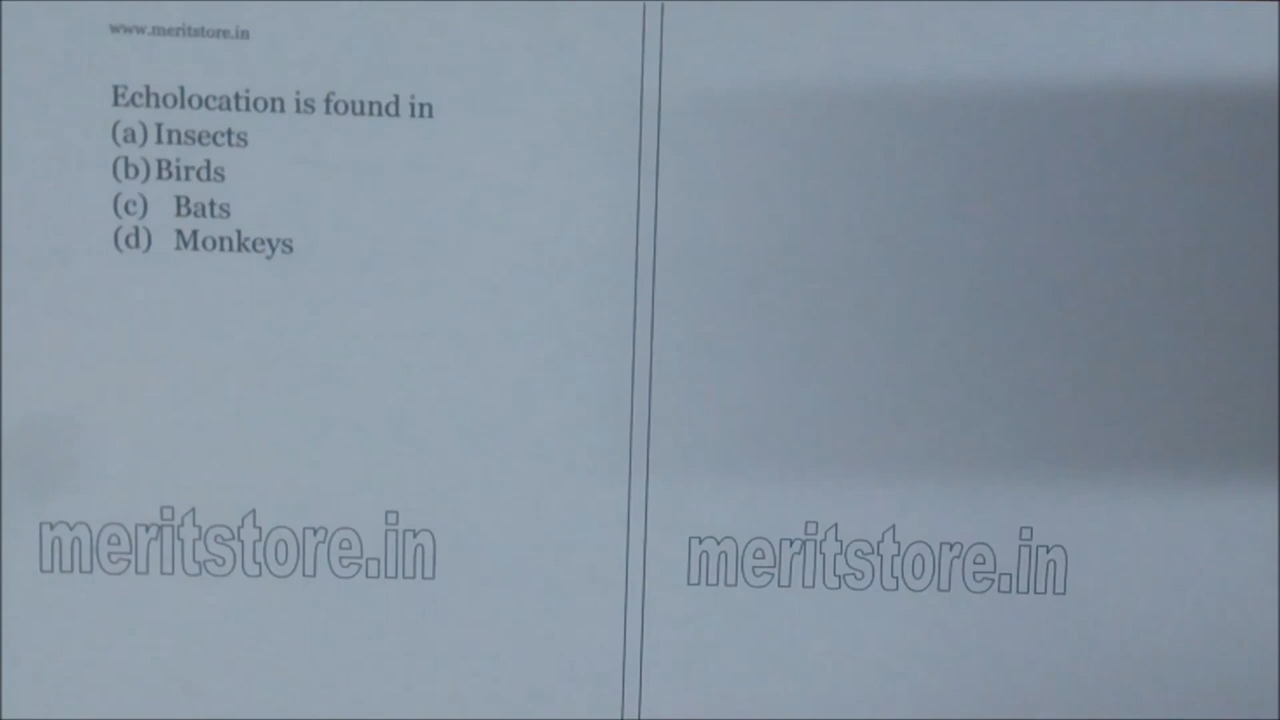 www.meritstore.in
Echolocation is found in
(a) Insects
(b) Birds
(c) Bats
(d) Monkeys
meritstore.in
meritstore.in